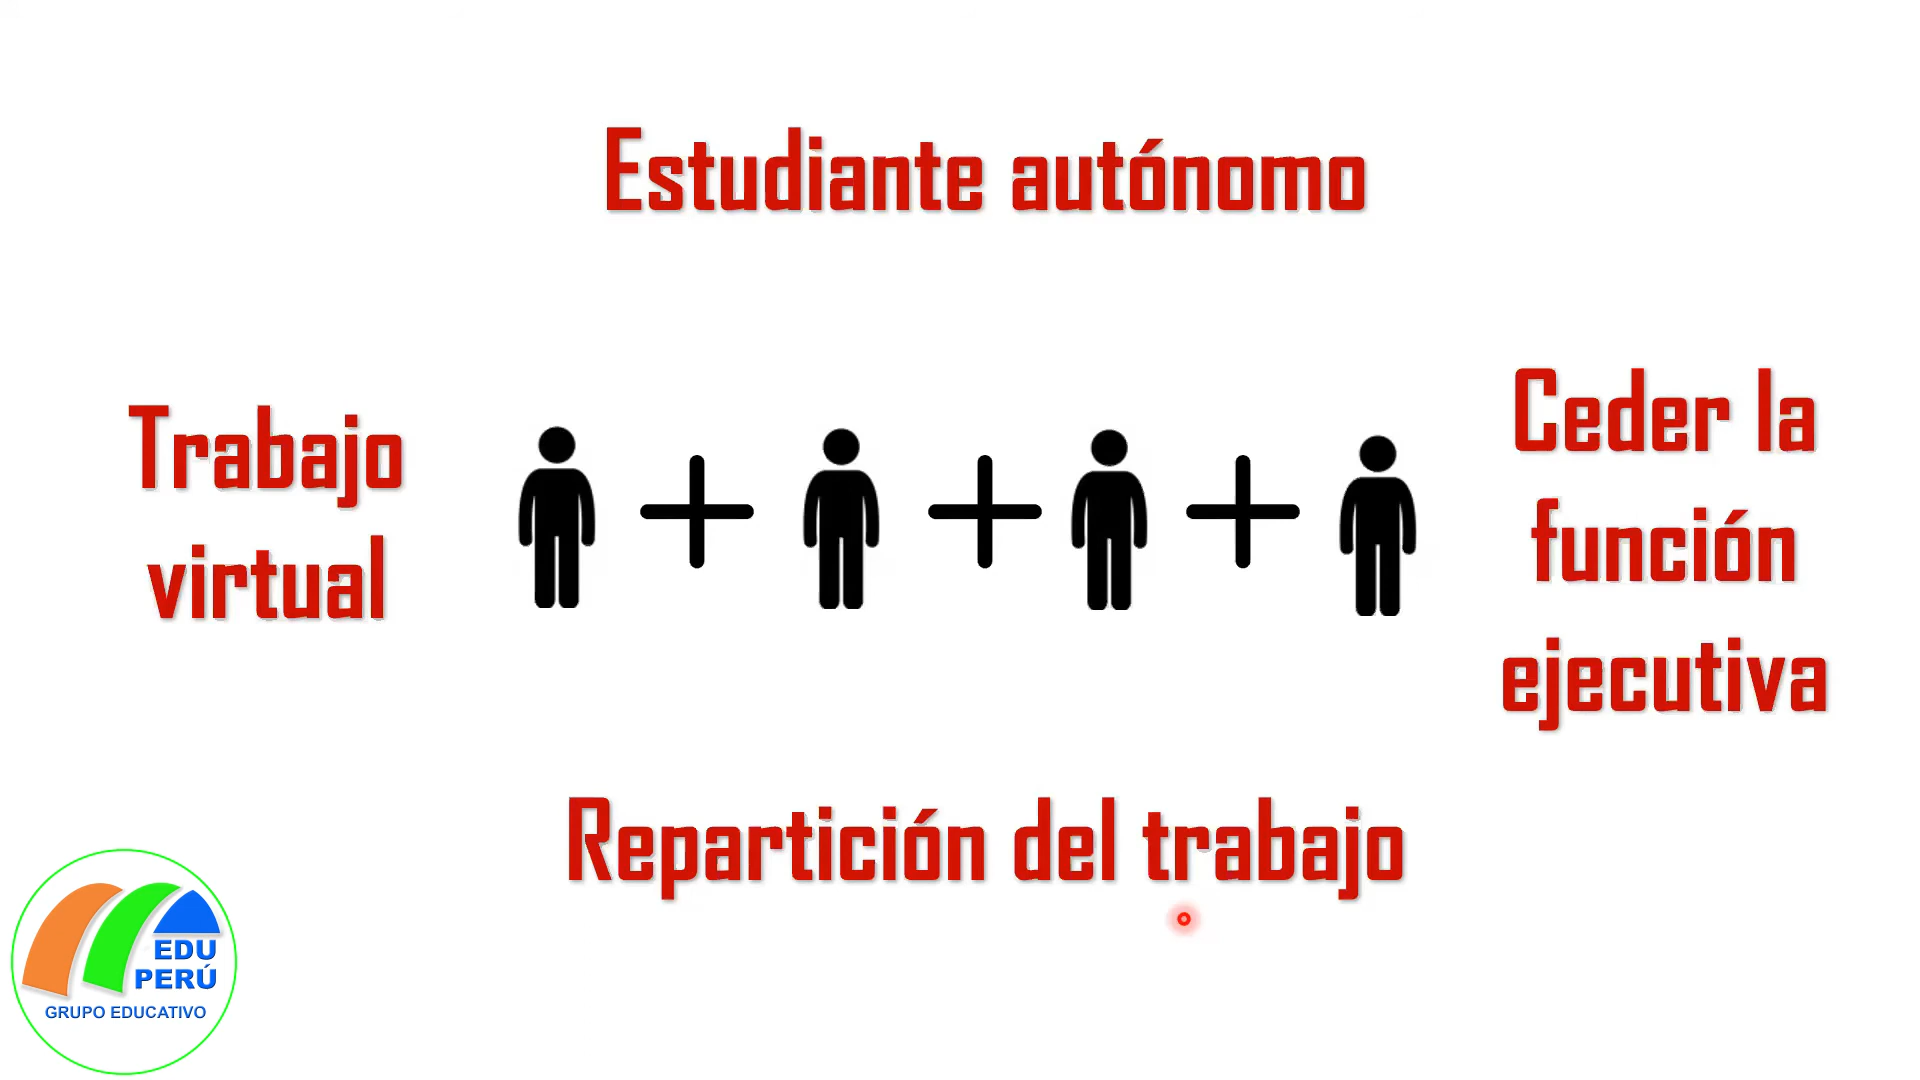 Estudiante autónomo
Trabajo
virtual
Ceder la
función
ejecutiva
Repartición del trabajo
EDU
PERÚ
GRUPO EDUCATIVO